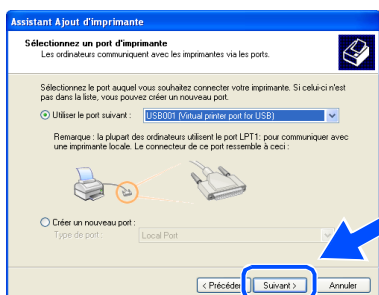 Assistant Ajout d'imprimante
Sélectionnez un port d'imprimante
Les ordinateurs communiquent avec les imprimantes via les ports.
Sélectionnez le port auquel vous souhaitez connecter votre imprimante. Si celui-ci n'est
pas dans la liste, vous pouvez créer un nouveau port.
Utiliser le port suivant :
USB001 (Virtual printer port for USB)
Remarque : la plupart des ordinateurs utilisent le port LPT1: pour communiquer avec
une imprimante locale. Le connecteur de ce port ressemble à ceci :
Créer un nouveau port :
Type de port :
Local Port
< Précédent
Suivant >
Annuler